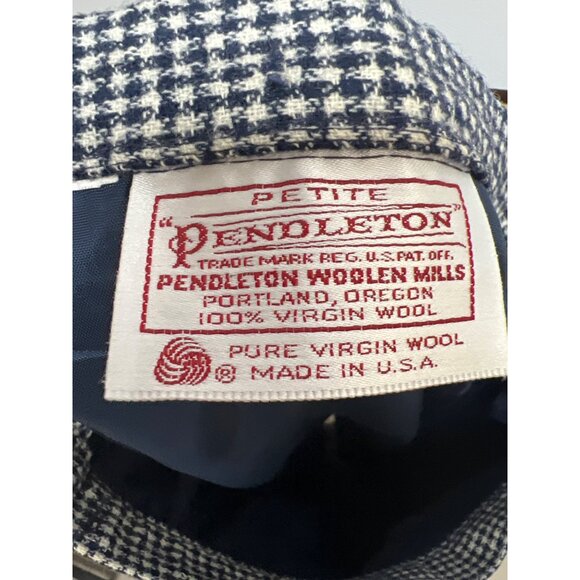 PETITE
"PENDLETON"
TRADE MARK REG. U.S. PAT. OFF.
PENDLETON WOOLEN MILLS
PORTLAND, OREGON
100% VIRGIN WOOL
PURE VIRGIN WOOL
® MADE IN U.S.A.